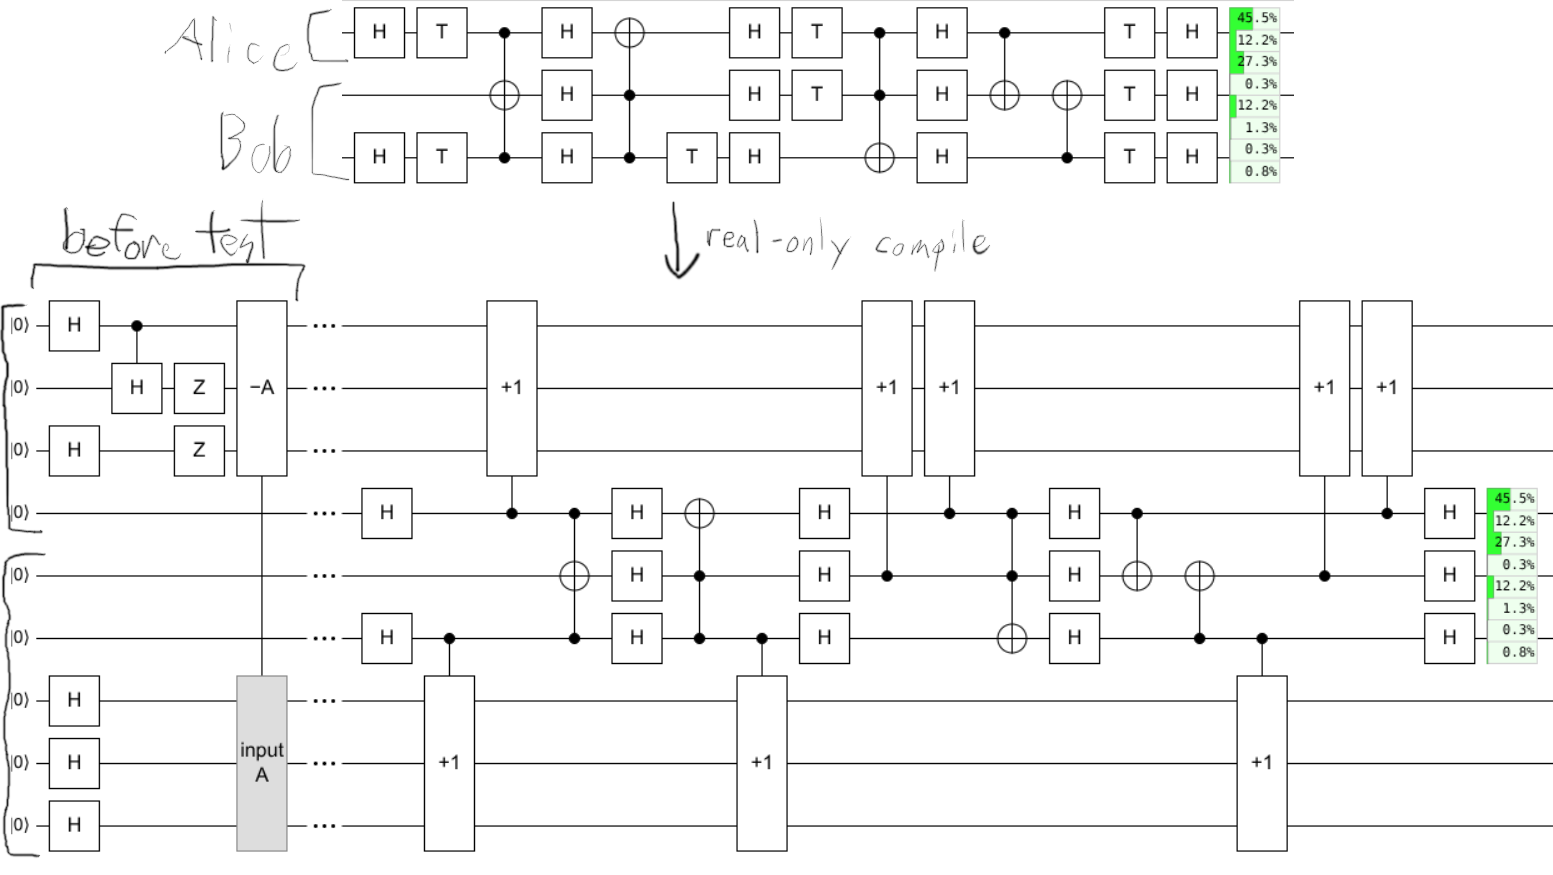 Alice
Bob
H T H H T H T H
H H T H T H
H T H T H H T H
45.5%
12.2%
27.3%
0.3%
12.2%
1.3%
0.3%
0.8%
before test
real-only compile
|0⟩ H ...
|0⟩ H Z −A ... +1 +1 +1 +1 +1
|0⟩ H Z ...
|0⟩ ... H H H H H
|0⟩ ... H H H H
|0⟩ ... H H H H H
45.5%
12.2%
27.3%
0.3%
12.2%
1.3%
0.3%
0.8%
|0⟩ H ...
|0⟩ H input
A ... +1 +1 +1
|0⟩ H ...